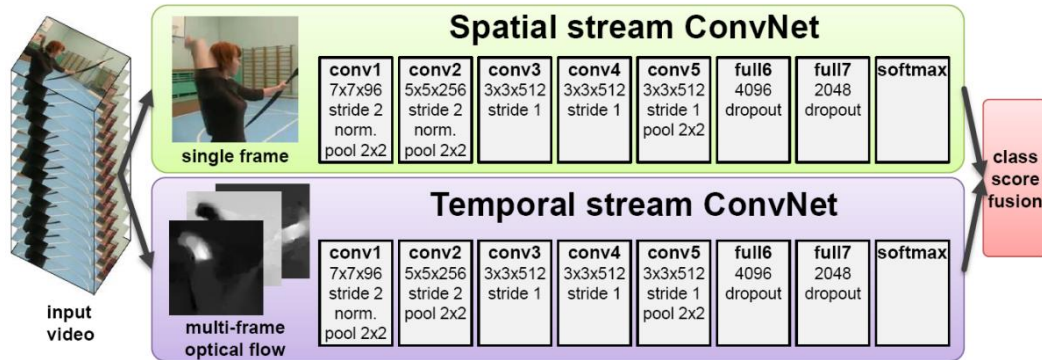 Spatial stream ConvNet
conv1
7x7x96
stride 2
norm.
pool 2x2
conv2
5x5x256
stride 2
norm.
pool 2x2
conv3
3x3x512
stride 1
conv4
3x3x512
stride 1
conv5
3x3x512
stride 1
pool 2x2
full6
4096
dropout
full7
2048
dropout
softmax
single frame
Temporal stream ConvNet
conv1
7x7x96
stride 2
norm.
pool 2x2
conv2
5x5x256
stride 2
pool 2x2
conv3
3x3x512
stride 1
conv4
3x3x512
stride 1
conv5
3x3x512
stride 1
pool 2x2
full6
4096
dropout
full7
2048
dropout
softmax
multi-frame
optical flow
input
video
class
score
fusion